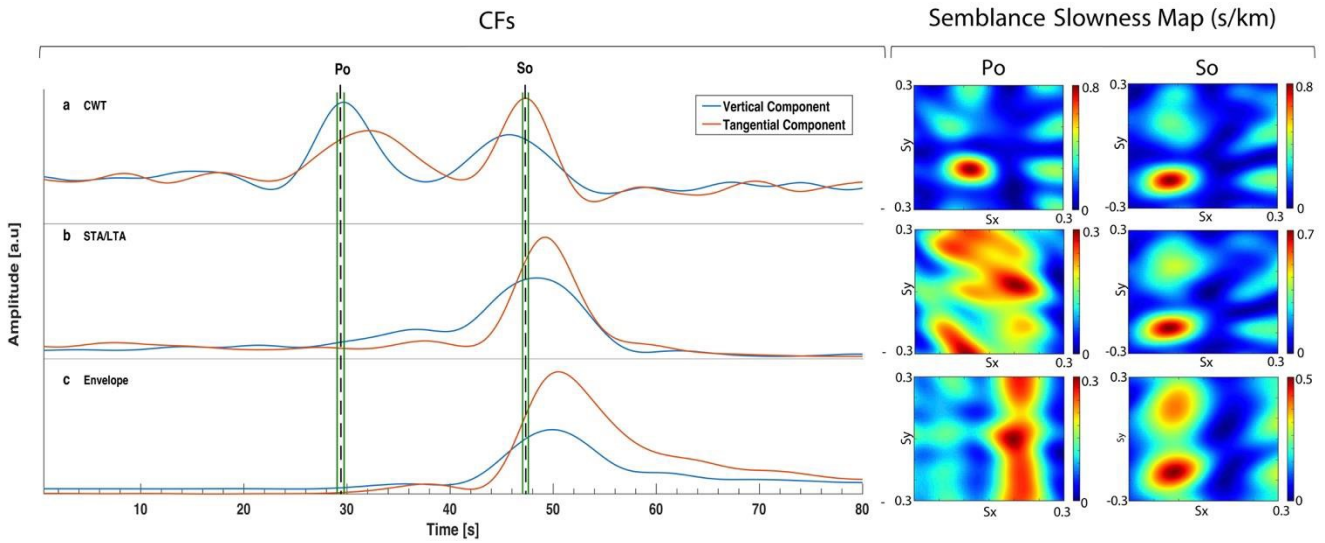 CFs
Semblance Slowness Map (s/km)
Po
So
Po
So
a CWT
Vertical Component
Tangential Component
b STA/LTA
c Envelope
Amplitude [a.u]
10 20 30 40 50 60 70 80
Time [s]
0.3
Sy
0.3
-
Sx
0.3
0.8
0
Sy
0.3
-
Sx
0.3
0.8
0
0.3
Sy
0.3
-
Sx
0.3
0.3
0
0.3
Sy
-0.3
Sx
0.3
0.7
0
0.3
Sy
0.3
-
Sx
0.3
0.3
0
0.3
Sy
-0.3
Sx
0.3
0.5
0